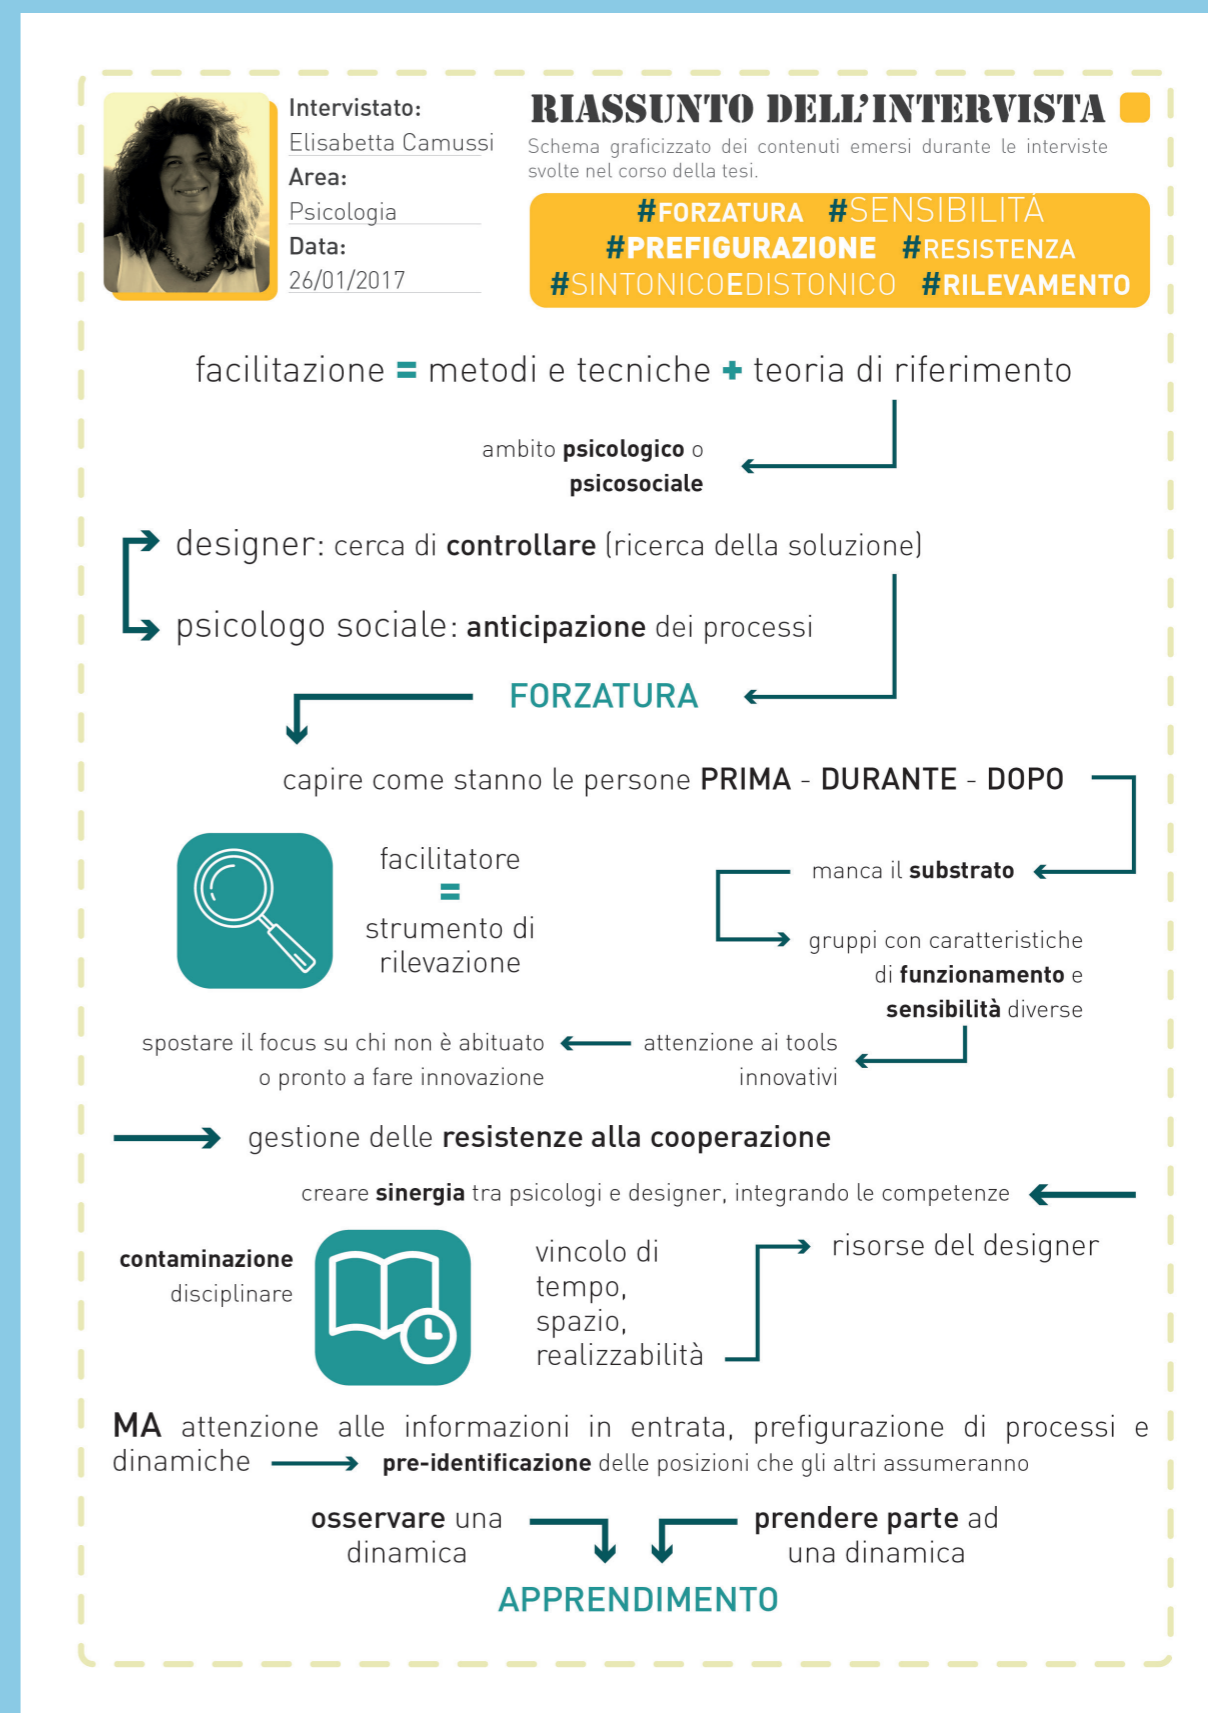 Intervistato:
Elisabetta Camussi
Area:
Psicologia
Data:
26/01/2017
RIASSUNTO DELL'INTERVISTA
Schema graficizzato dei contenuti emersi durante le interviste
svolte nel corso della tesi.
#FORZATURA #SENSIBILITÀ
#PREFIGURAZIONE #RESISTENZA
#SINTONICOEDISTONICO #RILEVAMENTO
facilitazione = metodi e tecniche + teoria di riferimento
ambito psicologico o
psicosociale
designer: cerca di controllare (ricerca della soluzione)
psicologo sociale: anticipazione dei processi
FORZATURA
capire come stanno le persone PRIMA - DURANTE - DOPO
facilitatore
=
strumento di
rilevazione
manca il substrato
gruppi con caratteristiche
di funzionamento e
sensibilità diverse
attenzione ai tools
innovativi
spostare il focus su chi non è abituato
o pronto a fare innovazione
gestione delle resistenze alla cooperazione
creare sinergia tra psicologi e designer, integrando le competenze
contaminazione
disciplinare
vincolo di
tempo,
spazio,
realizzabilità
risorse del designer
MA attenzione alle informazioni in entrata, prefigurazione di processi e
dinamiche pre-identificazione delle posizioni che gli altri assumeranno
osservare una
dinamica
prendere parte ad
una dinamica
APPRENDIMENTO